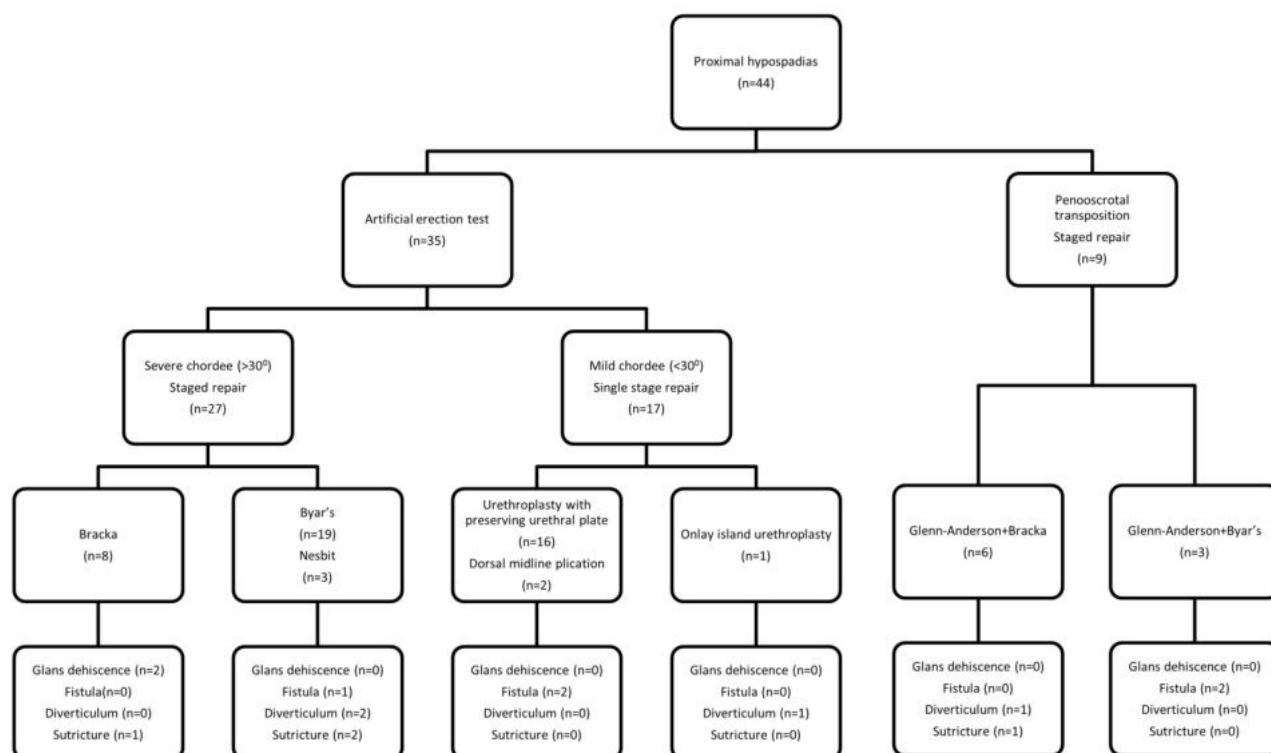 Proximal hypospadias
(n=44)
Artificial erection test
(n=35)
Penooscrotal
transposition
Staged repair
(n=9)
Severe chordee (>30⁰)
Staged repair
(n=27)
Mild chordee (<30⁰)
Single stage repair
(n=17)
Bracka
(n=8)
Byar's
(n=19)
Nesbit
(n=3)
Urethroplasty with
preserving urethral plate
(n=16)
Dorsal midline plication
(n=2)
Onlay island urethroplasty
(n=1)
Glenn-Anderson+Bracka
(n=6)
Glenn-Anderson+Byar's
(n=3)
Glans dehiscence (n=2)
Fistula(n=0)
Diverticulum (n=0)
Sutricture (n=1)
Glans dehiscence (n=0)
Fistula (n=1)
Diverticulum (n=2)
Sutricture (n=2)
Glans dehiscence (n=0)
Fistula (n=2)
Diverticulum (n=0)
Sutricture (n=0)
Glans dehiscence (n=0)
Fistula (n=0)
Diverticulum (n=1)
Sutricture (n=0)
Glans dehiscence (n=0)
Fistula (n=0)
Diverticulum (n=1)
Sutricture (n=1)
Glans dehiscence (n=0)
Fistula (n=2)
Diverticulum (n=0)
Sutricture (n=0)